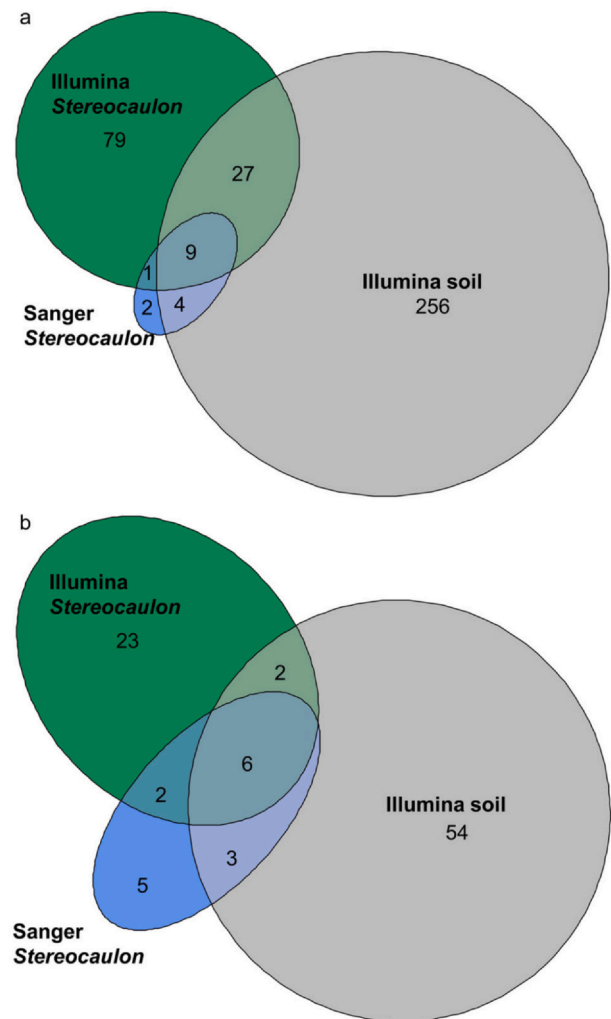 a
Illumina
Stereocaulon
79
27
9
1
Illumina soil
256
2
4
Sanger
Stereocaulon
b
Illumina
Stereocaulon
23
2
6
2
Illumina soil
54
3
5
Sanger
Stereocaulon